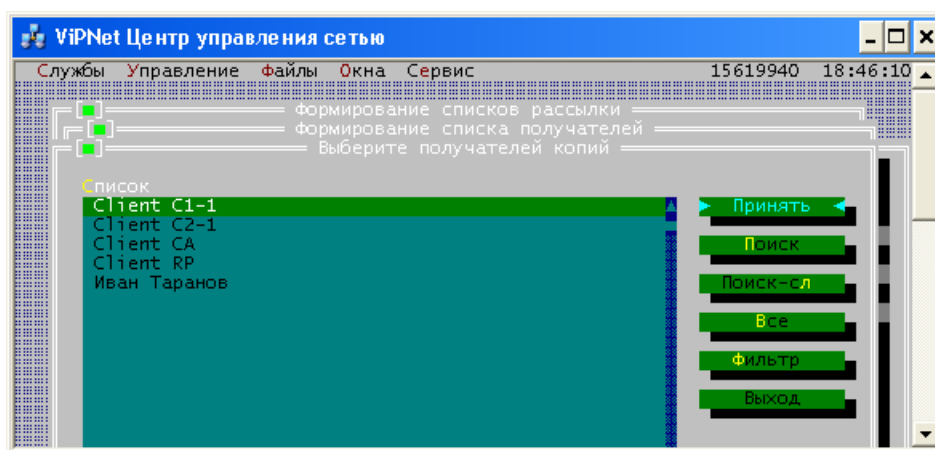 ViPNet Центр управления сетью
Службы Управление Файлы Окна Сервис 15619940 18:46:10
Формирование списков рассылки
Формирование списка получателей
Выберите получателей копий
Список
Client C1-1
Client C2-1
Client CA
Client RP
Иван Таранов
Принять
Поиск
Поиск-сл
Все
Фильтр
Выход